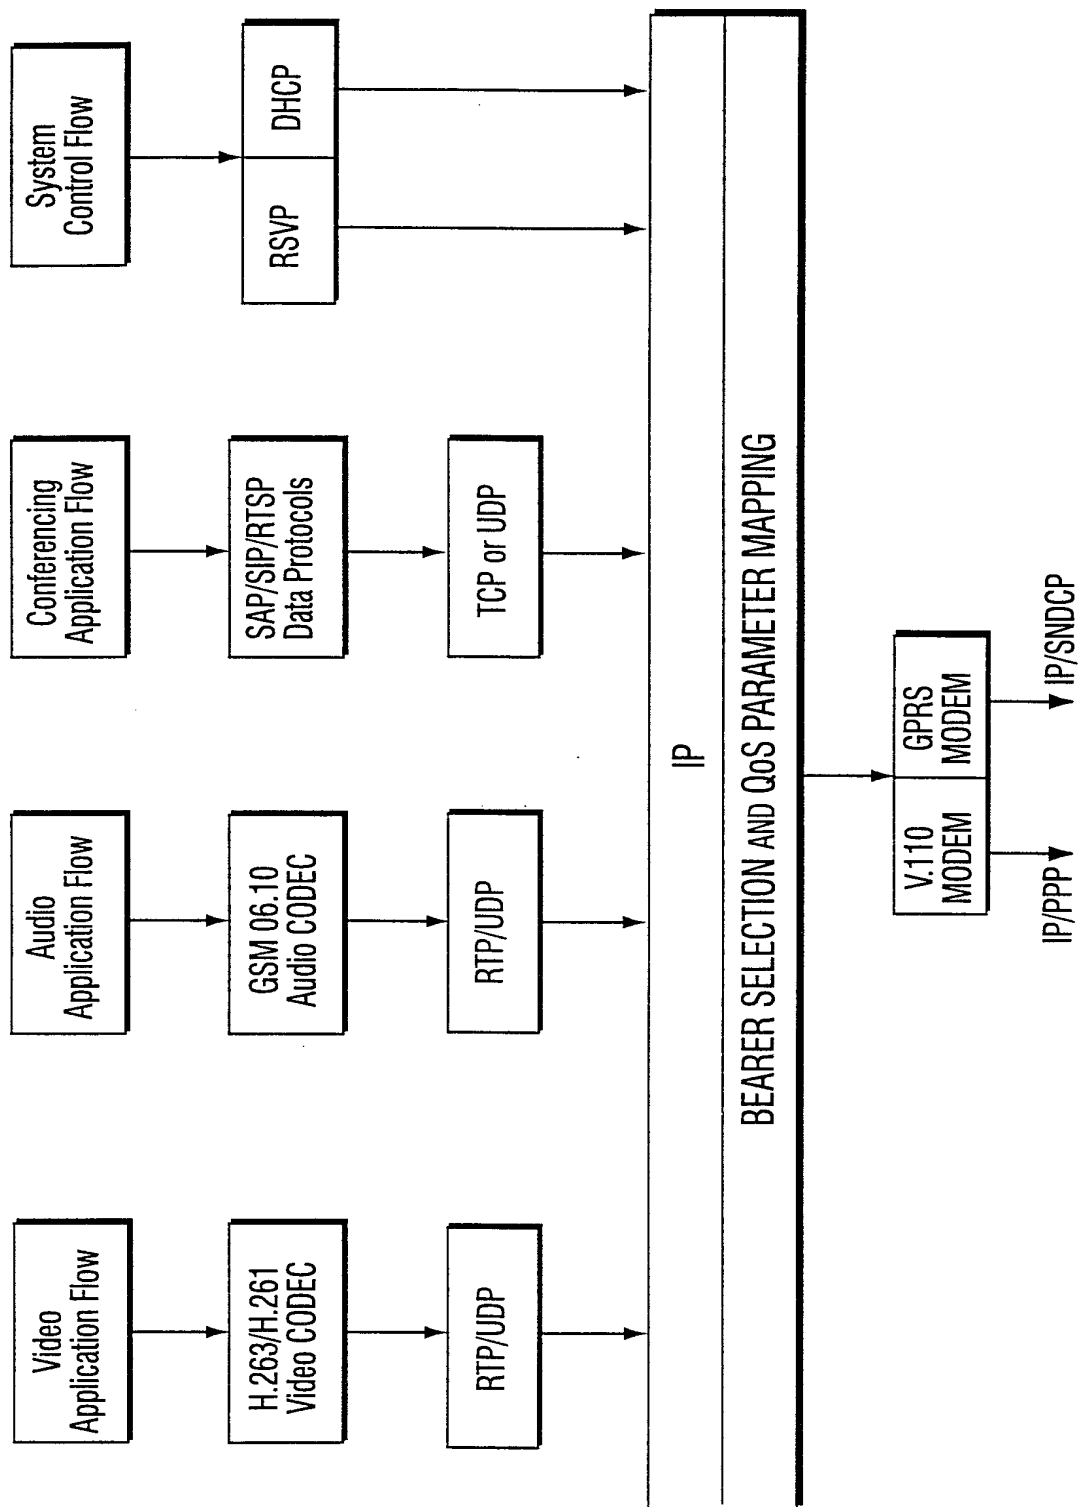 Video
Application Flow
Audio
Application Flow
Conferencing
Application Flow
System
Control Flow
H.263/H.261
Video CODEC
GSM 06.10
Audio CODEC
SAP/SIP/RTSP
Data Protocols
RSVP
DHCP
RTP/UDP
RTP/UDP
TCP or UDP
IP
BEARER SELECTION AND QoS PARAMETER MAPPING
V.110
MODEM
GPRS
MODEM
IP/PPP
IP/SNDCP